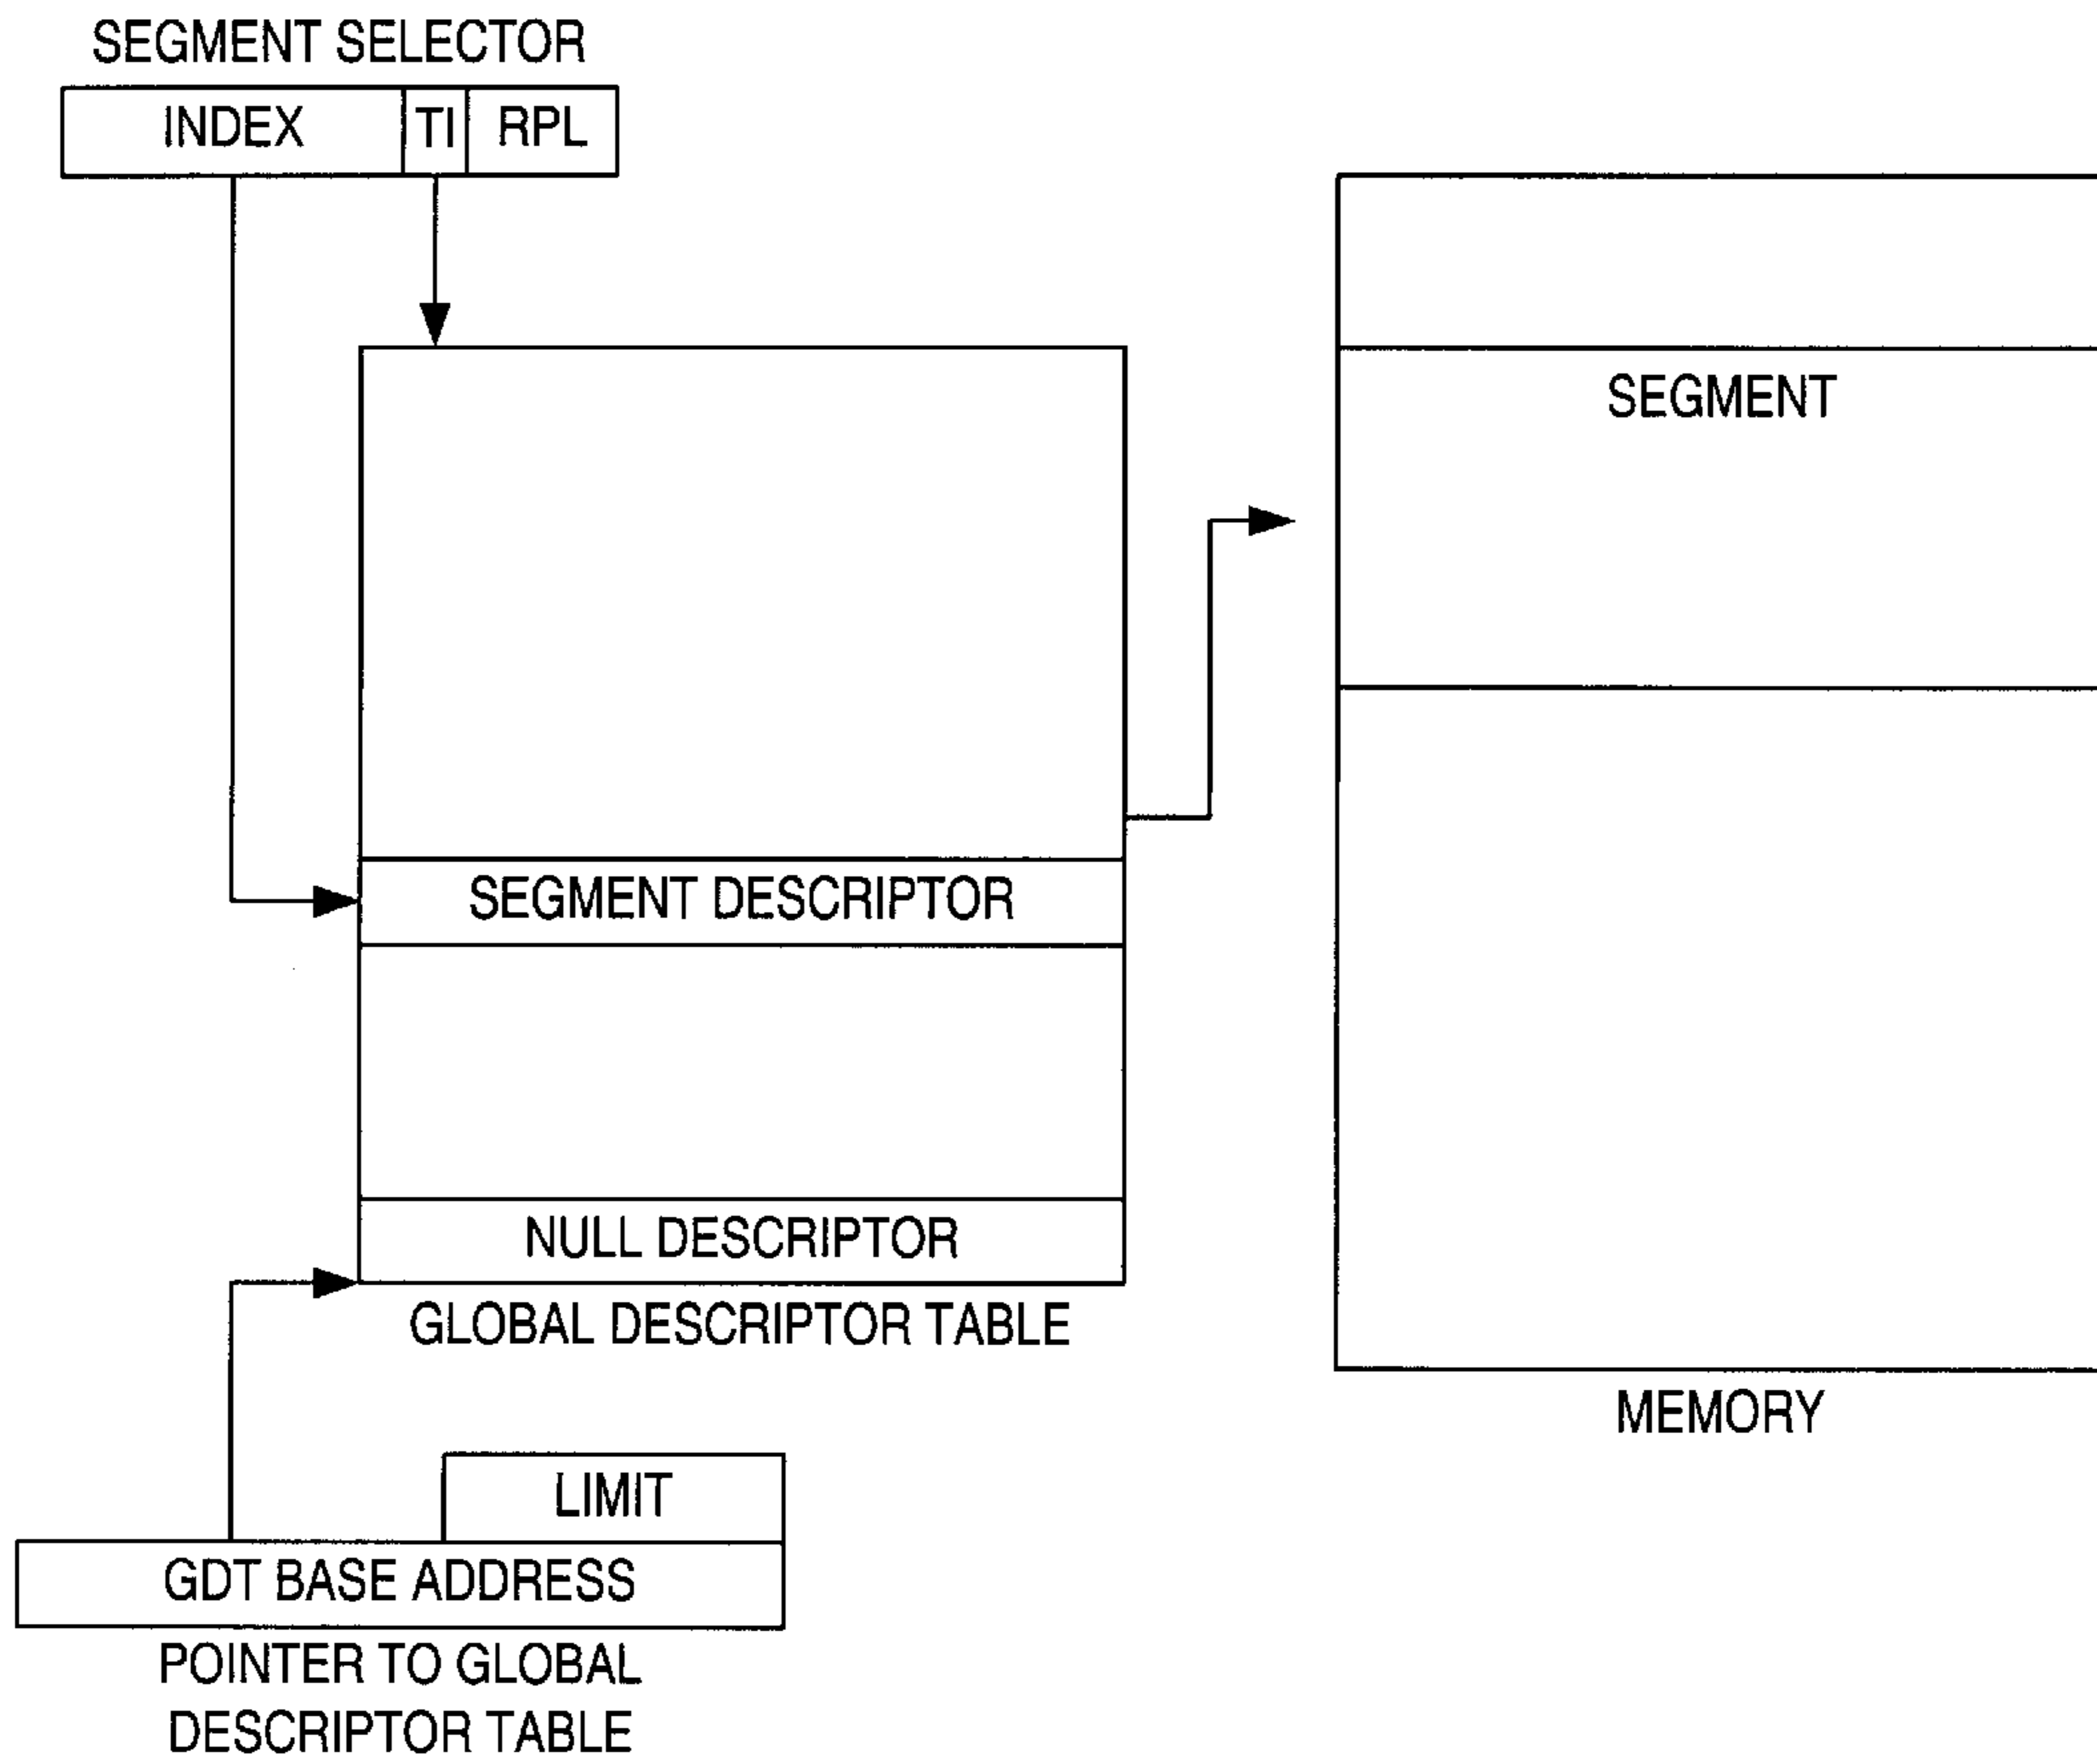 SEGMENT SELECTOR
INDEX TI RPL
SEGMENT
SEGMENT DESCRIPTOR
NULL DESCRIPTOR
GLOBAL DESCRIPTOR TABLE
MEMORY
LIMIT
GDT BASE ADDRESS
POINTER TO GLOBAL
DESCRIPTOR TABLE